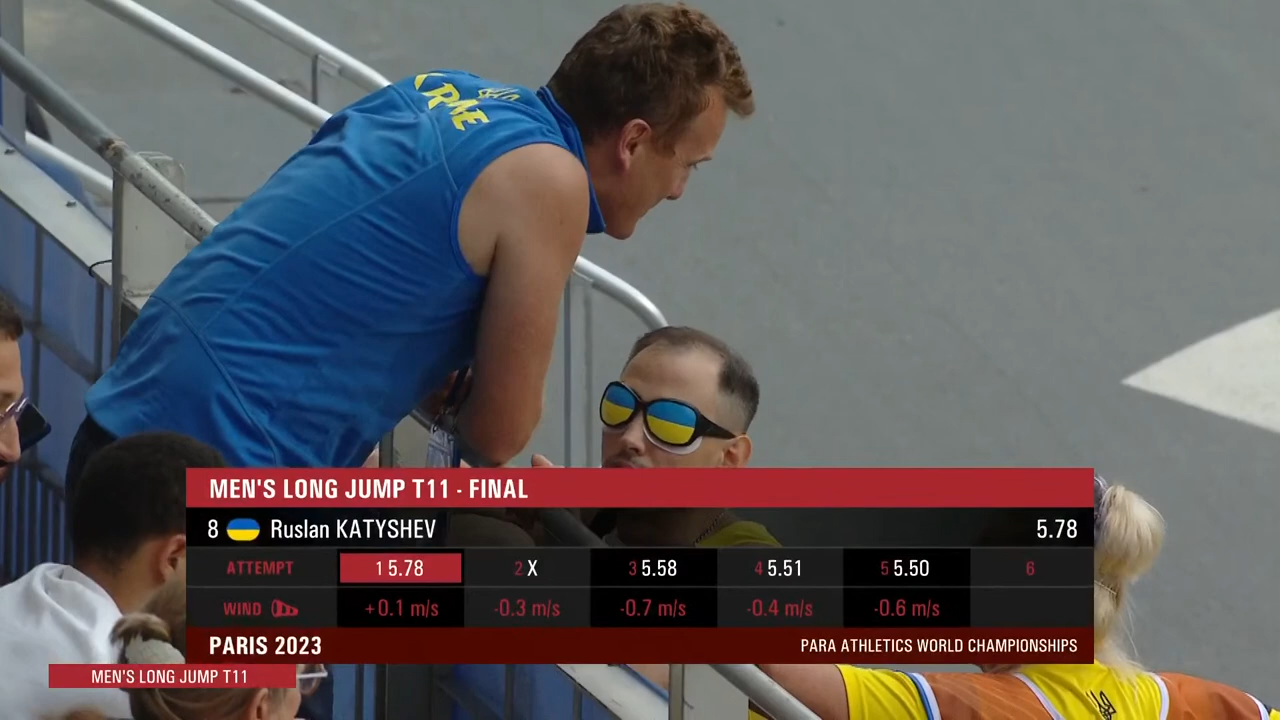 RAЇNE
MEN'S LONG JUMP T11 - FINAL
8 Ruslan KATYSHEV 5.78
ATTEMPT 1 5.78 2 X 3 5.58 4 5.51 5 5.50 6
WIND +0.1 m/s -0.3 m/s -0.7 m/s -0.4 m/s -0.6 m/s
PARIS 2023 PARA ATHLETICS WORLD CHAMPIONSHIPS
MEN'S LONG JUMP T11